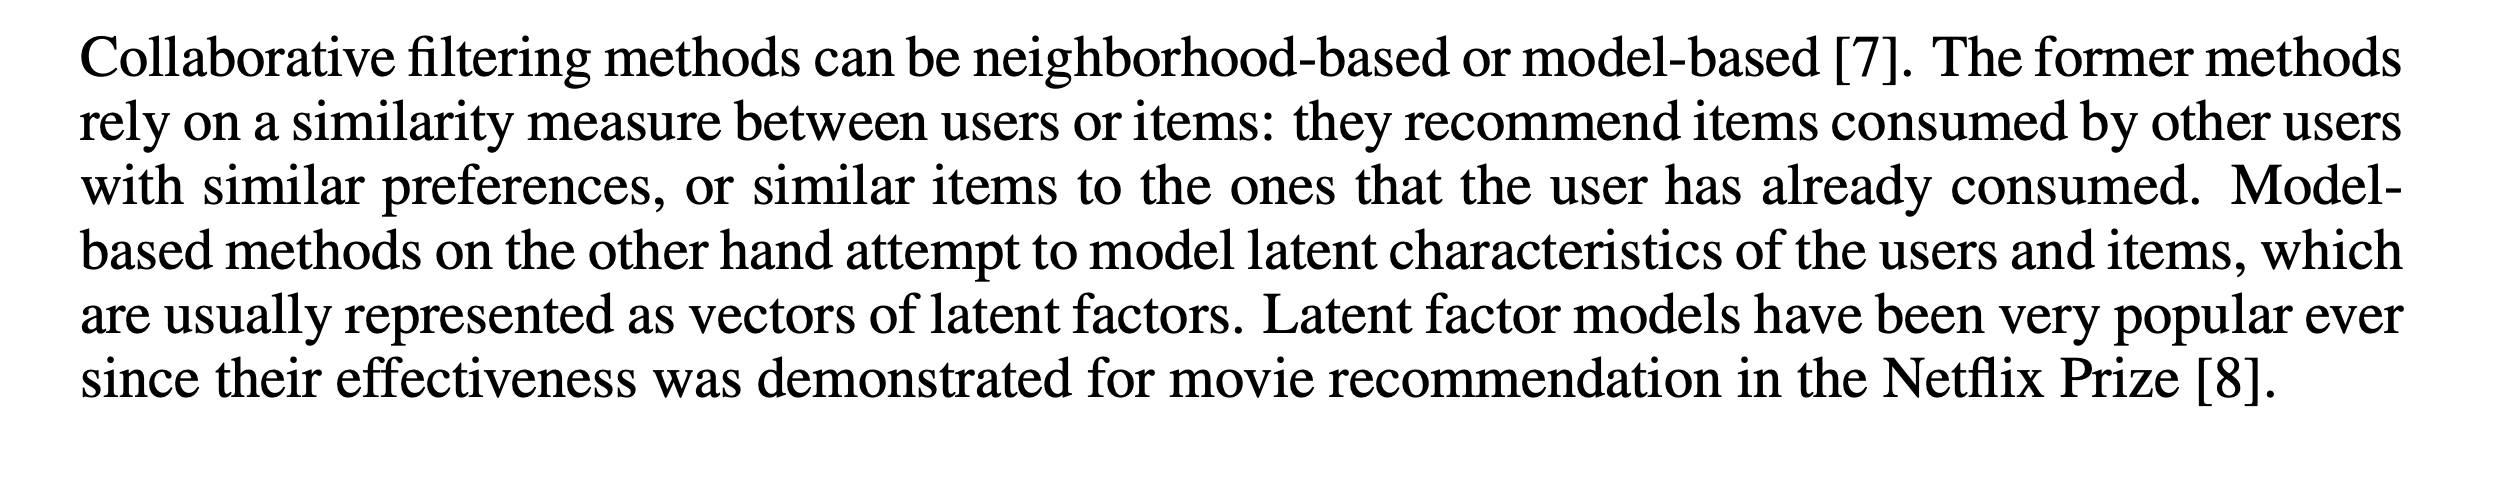 Collaborative filtering methods can be neighborhood-based or model-based [7]. The former methods
rely on a similarity measure between users or items: they recommend items consumed by other users
with similar preferences, or similar items to the ones that the user has already consumed. Model-
based methods on the other hand attempt to model latent characteristics of the users and items, which
are usually represented as vectors of latent factors. Latent factor models have been very popular ever
since their effectiveness was demonstrated for movie recommendation in the Netflix Prize [8].